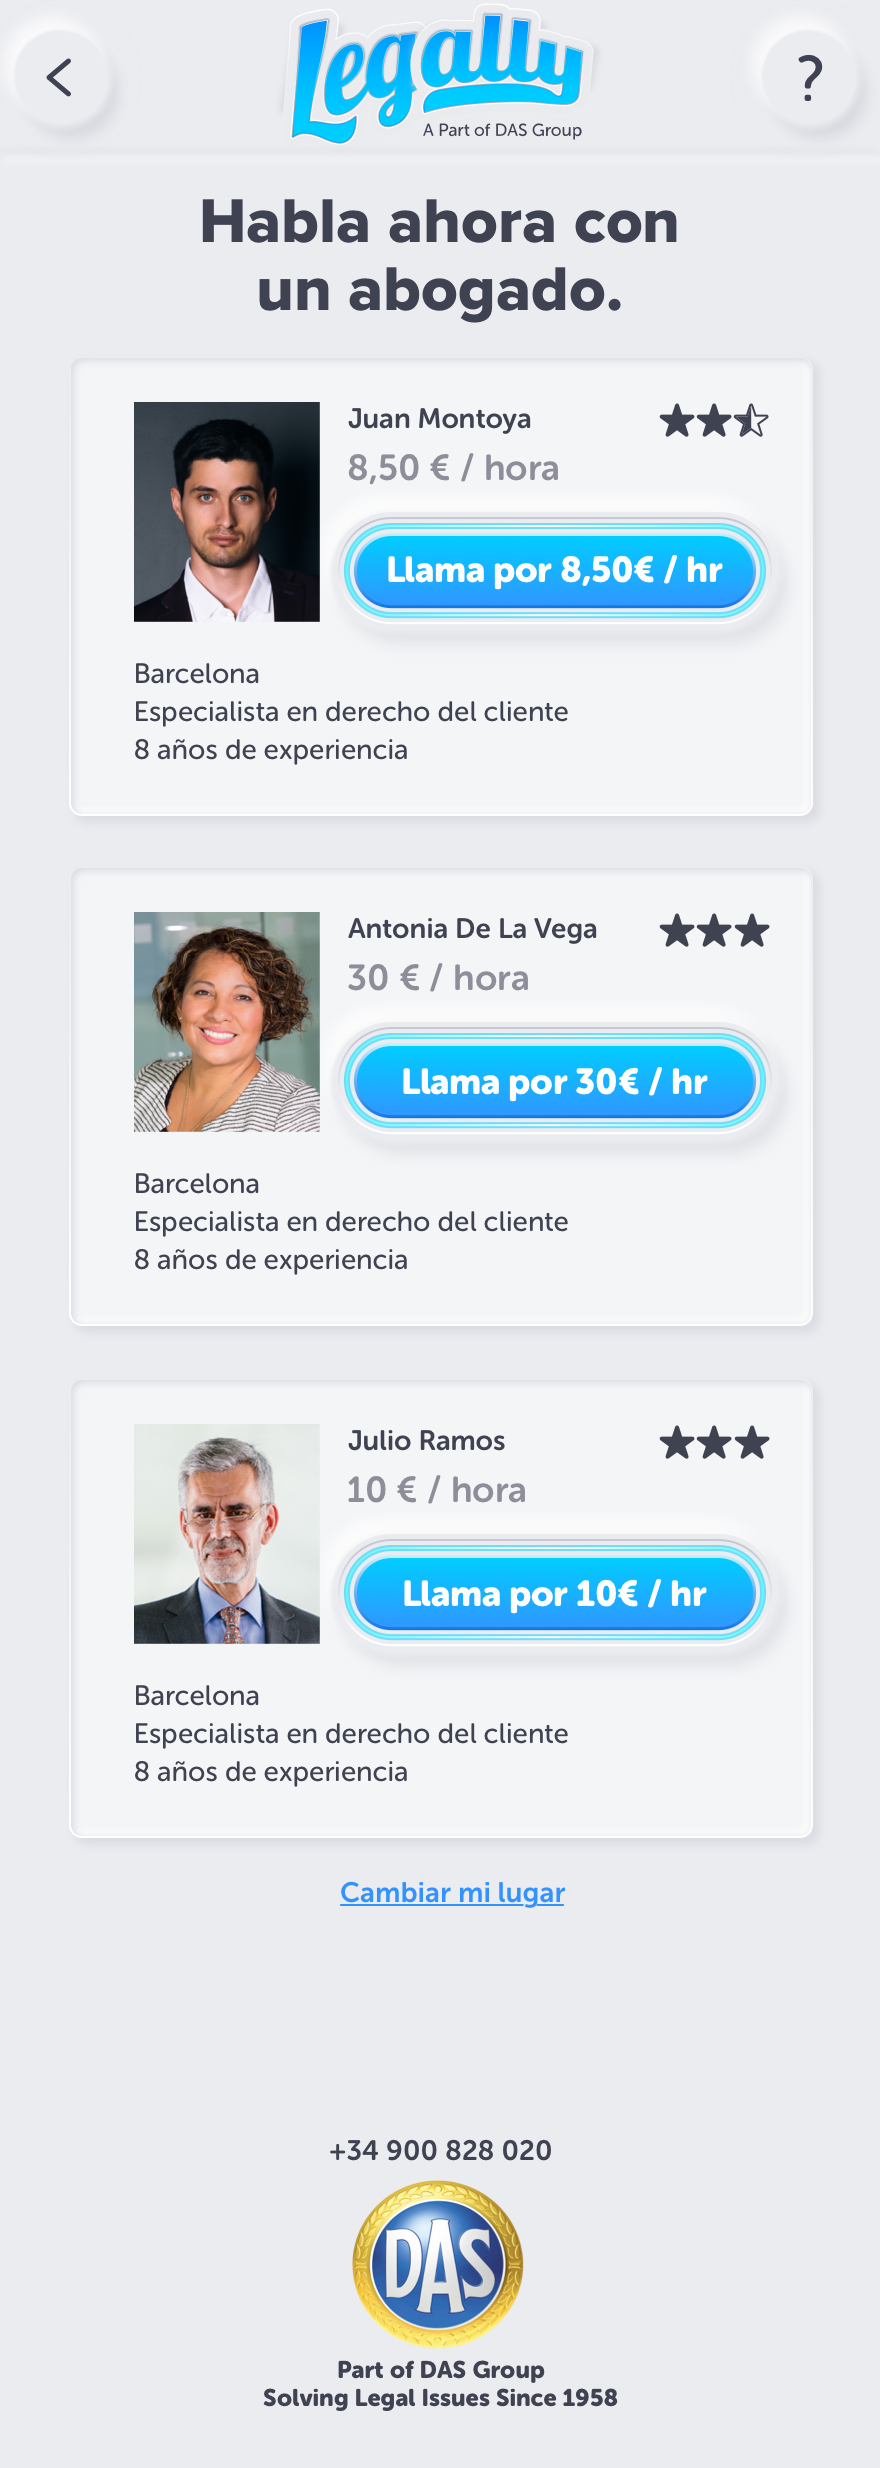 Legally
A Part of DAS Group
?
Habla ahora con
un abogado.
Juan Montoya
8,50 € / hora
Llama por 8,50€ / hr
Barcelona
Especialista en derecho del cliente
8 años de experiencia
Antonia De La Vega
30 € / hora
Llama por 30€ / hr
Barcelona
Especialista en derecho del cliente
8 años de experiencia
Julio Ramos
10 € / hora
Llama por 10€ / hr
Barcelona
Especialista en derecho del cliente
8 años de experiencia
Cambiar mi lugar
+34 900 828 020
DAS
Part of DAS Group
Solving Legal Issues Since 1958